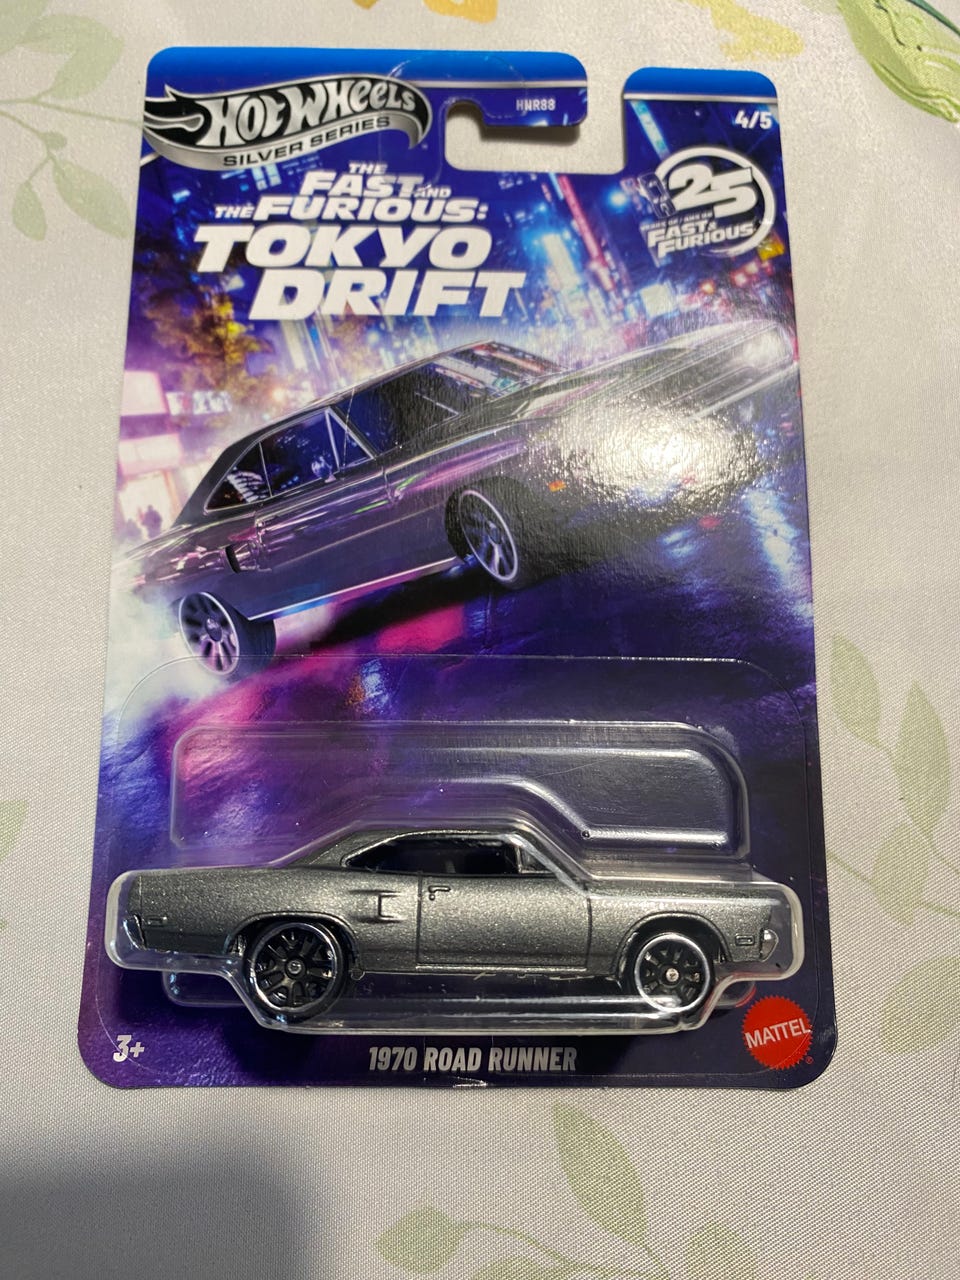 HOT WHEELS
SILVER SERIES
HNR88
4/5
THE
FAST AND
THE FURIOUS:
TOKYO
DRIFT
25
FAST &
FURIOUS
3+
1970 ROAD RUNNER
MATTEL
®